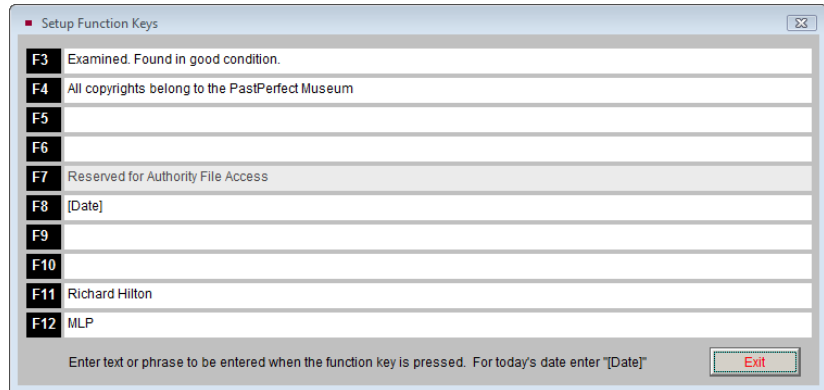 Setup Function Keys
F3 Examined. Found in good condition.
F4 All copyrights belong to the PastPerfect Museum
F5
F6
F7 Reserved for Authority File Access
F8 [Date]
F9
F10
F11 Richard Hilton
F12 MLP
Enter text or phrase to be entered when the function key is pressed. For today's date enter "[Date]" Exit